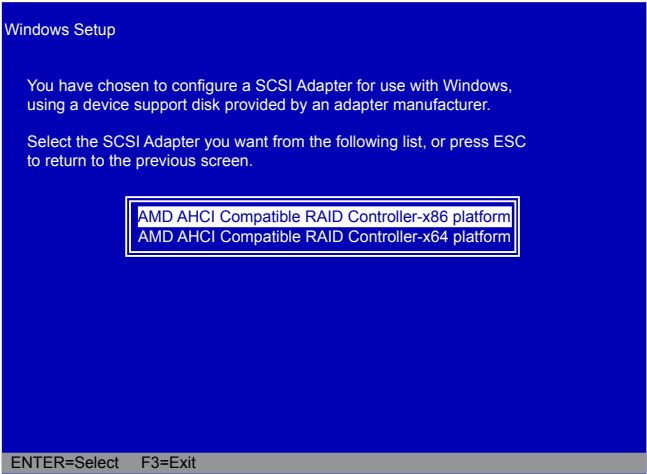 Windows Setup
You have chosen to configure a SCSI Adapter for use with Windows,
using a device support disk provided by an adapter manufacturer.
Select the SCSI Adapter you want from the following list, or press ESC
to return to the previous screen.
AMD AHCI Compatible RAID Controller-x86 platform
AMD AHCI Compatible RAID Controller-x64 platform
ENTER=Select F3=Exit